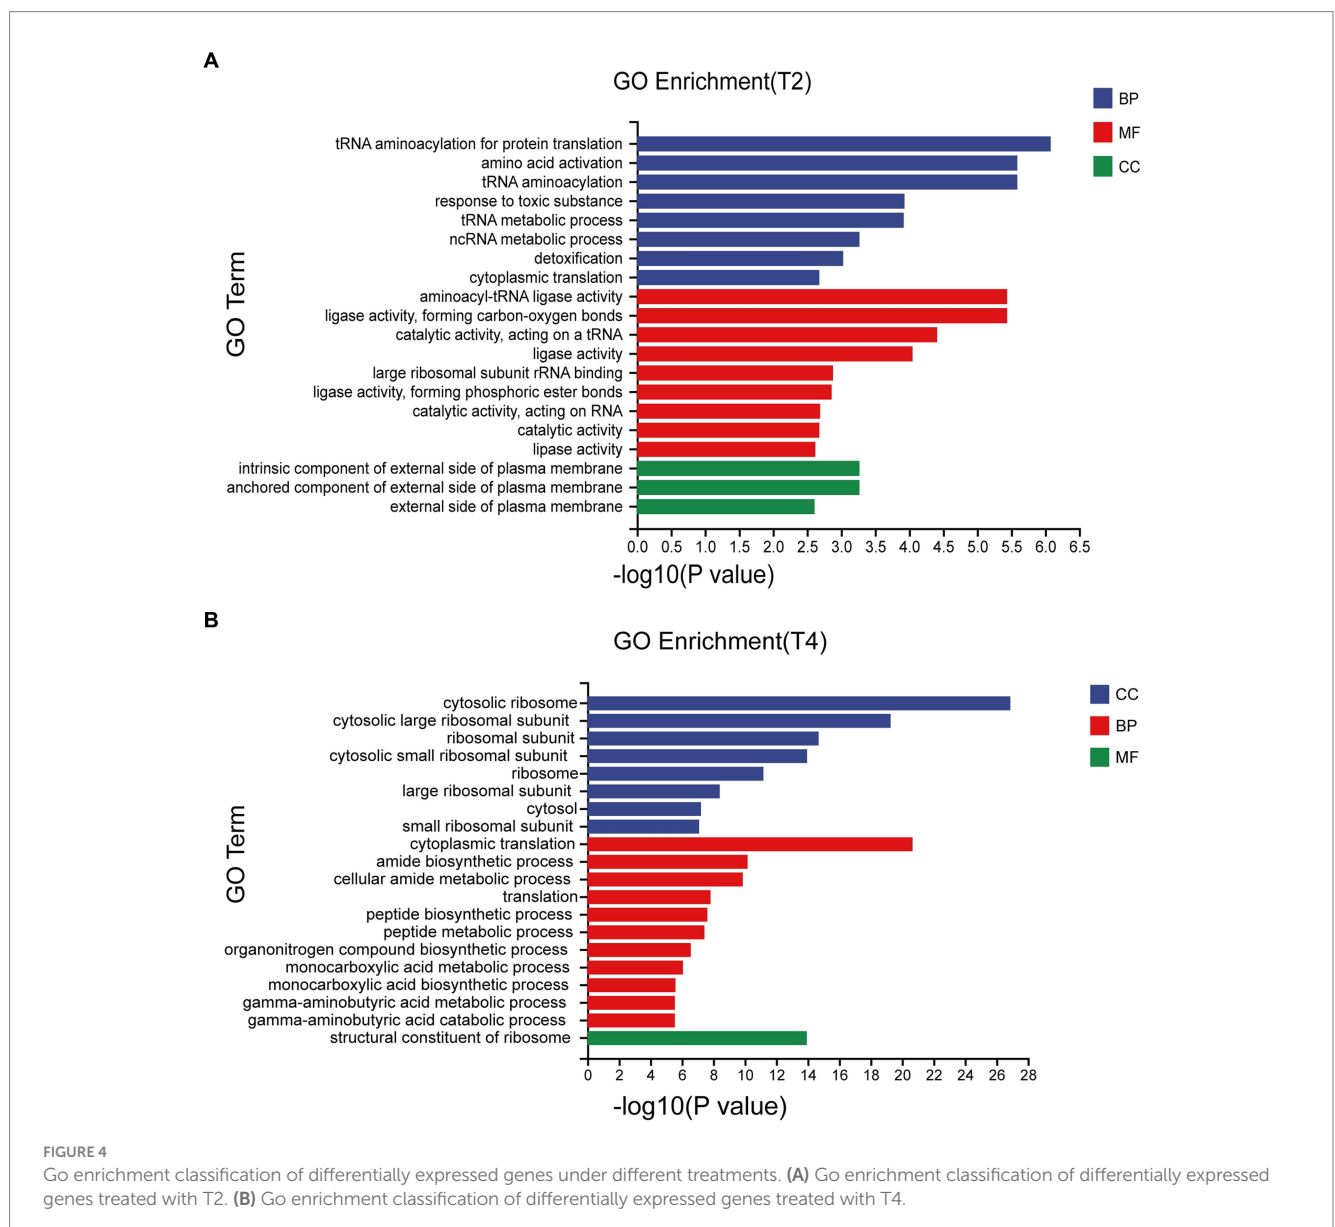 A
GO Enrichment(T2)
BP
MF
CC
GO Term
tRNA aminoacylation for protein translation
amino acid activation
tRNA aminoacylation
response to toxic substance
tRNA metabolic process
ncRNA metabolic process
detoxification
cytoplasmic translation
aminoacyl-tRNA ligase activity
ligase activity, forming carbon-oxygen bonds
catalytic activity, acting on a tRNA
ligase activity
large ribosomal subunit rRNA binding
ligase activity, forming phosphoric ester bonds
catalytic activity, acting on RNA
catalytic activity
lipase activity
intrinsic component of external side of plasma membrane
anchored component of external side of plasma membrane
external side of plasma membrane
0.0 0.5 1.0 1.5 2.0 2.5 3.0 3.5 4.0 4.5 5.0 5.5 6.0 6.5
-log10(P value)
B
GO Enrichment(T4)
CC
BP
MF
GO Term
cytosolic ribosome
cytosolic large ribosomal subunit
ribosomal subunit
cytosolic small ribosomal subunit
ribosome
large ribosomal subunit
cytosol
small ribosomal subunit
cytoplasmic translation
amide biosynthetic process
cellular amide metabolic process
translation
peptide biosynthetic process
peptide metabolic process
organonitrogen compound biosynthetic process
monocarboxylic acid metabolic process
monocarboxylic acid biosynthetic process
gamma-aminobutyric acid metabolic process
gamma-aminobutyric acid catabolic process
structural constituent of ribosome
0 2 4 6 8 10 12 14 16 18 20 22 24 26 28
-log10(P value)
FIGURE 4
Go enrichment classification of differentially expressed genes under different treatments. (A) Go enrichment classification of differentially expressed
genes treated with T2. (B) Go enrichment classification of differentially expressed genes treated with T4.